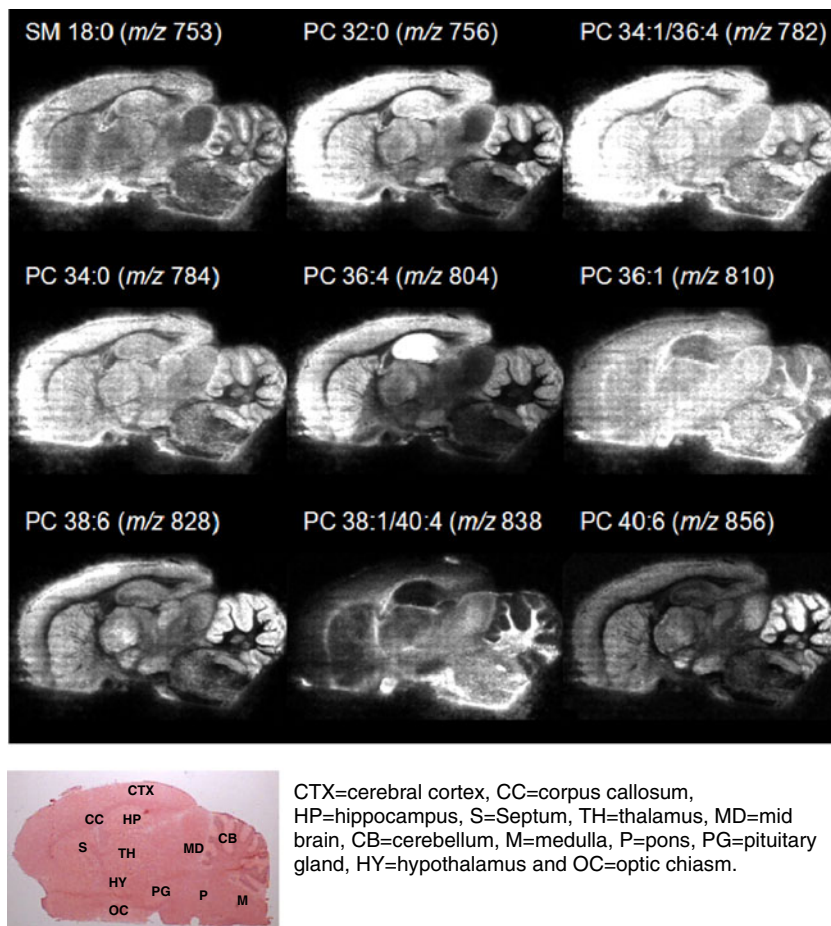 SM 18:0 (m/z 753)
PC 32:0 (m/z 756)
PC 34:1/36:4 (m/z 782)
PC 34:0 (m/z 784)
PC 36:4 (m/z 804)
PC 36:1 (m/z 810)
PC 38:6 (m/z 828)
PC 38:1/40:4 (m/z 838
PC 40:6 (m/z 856)
CTX
CC
HP
S
TH
MD
CB
HY
PG
P
M
OC
CTX=cerebral cortex, CC=corpus callosum,
HP=hippocampus, S=Septum, TH=thalamus, MD=mid
brain, CB=cerebellum, M=medulla, P=pons, PG=pituitary
gland, HY=hypothalamus and OC=optic chiasm.